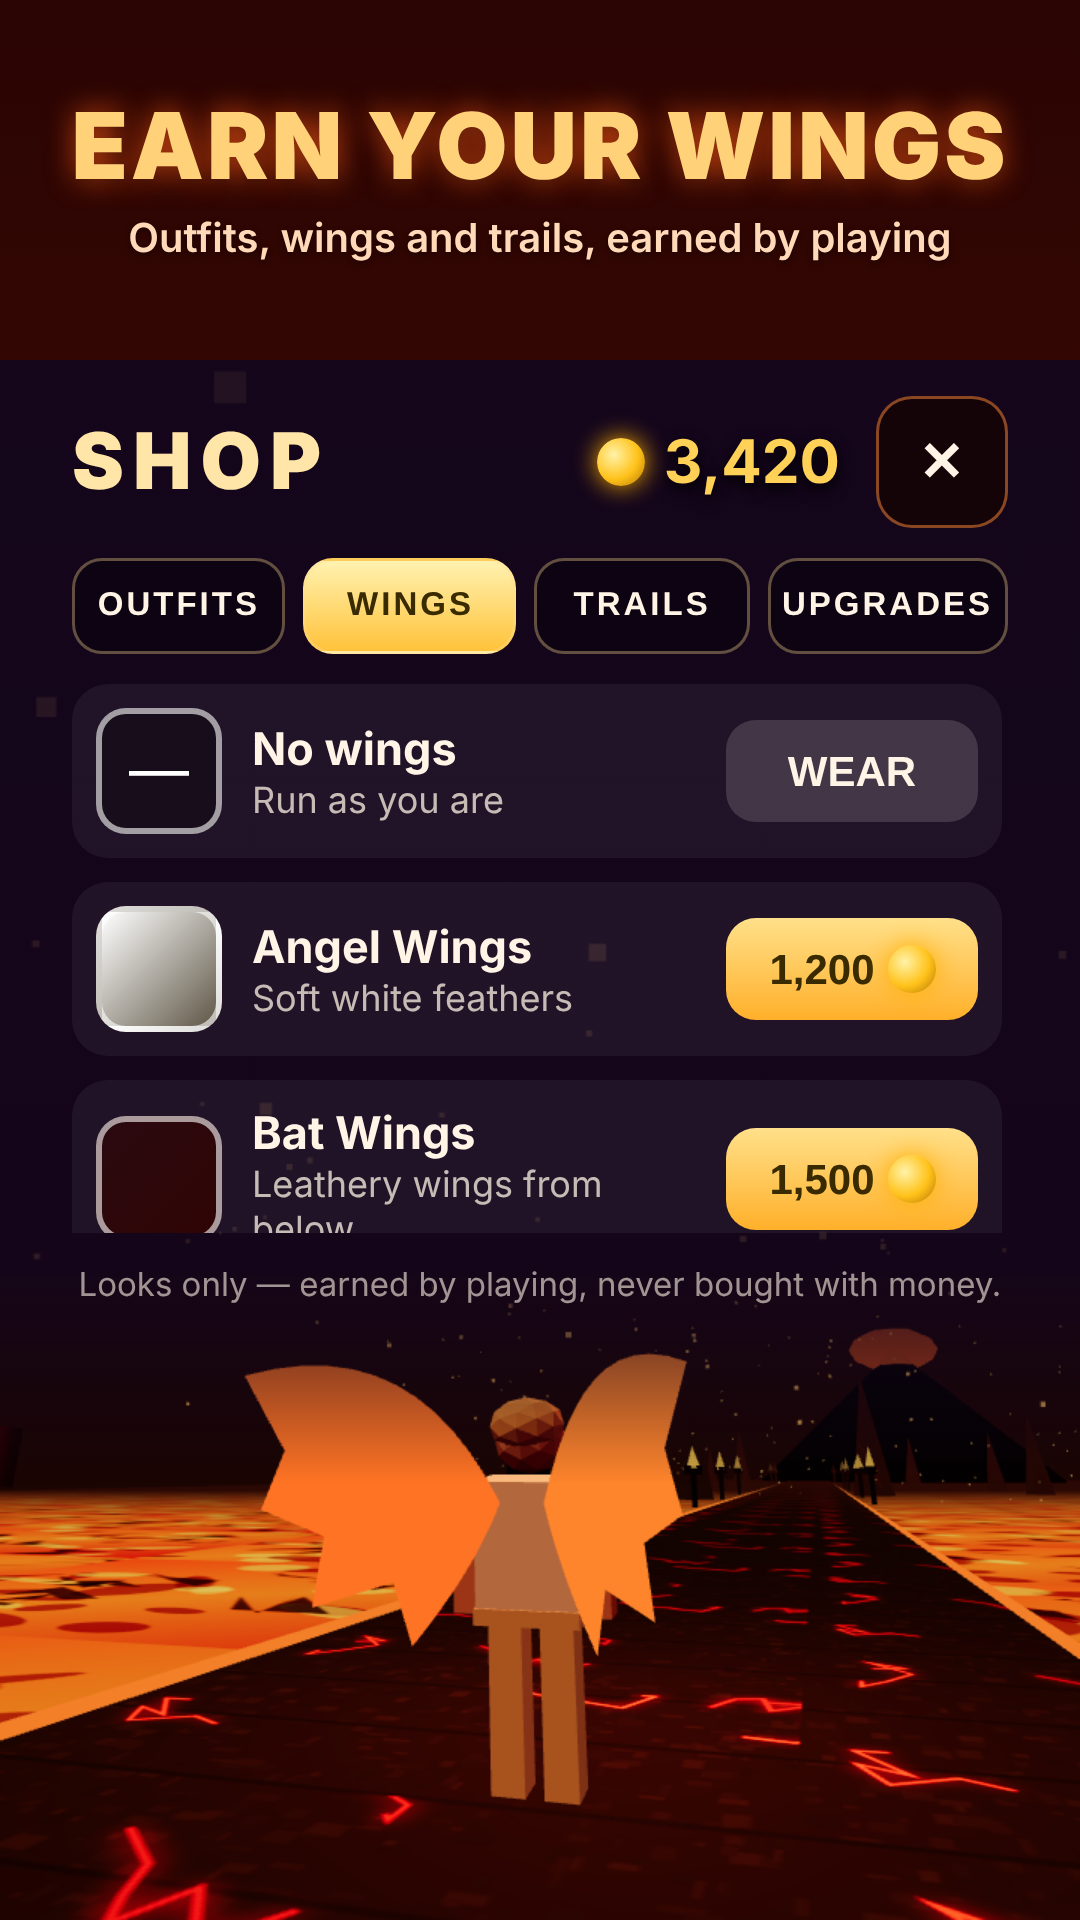 EARN YOUR WINGS
Outfits, wings and trails, earned by playing
SHOP
3,420
✕
OUTFITS
WINGS
TRAILS
UPGRADES
No wings
Run as you are
WEAR
Angel Wings
Soft white feathers
1,200
Bat Wings
Leathery wings from
below
1,500
Looks only — earned by playing, never bought with money.